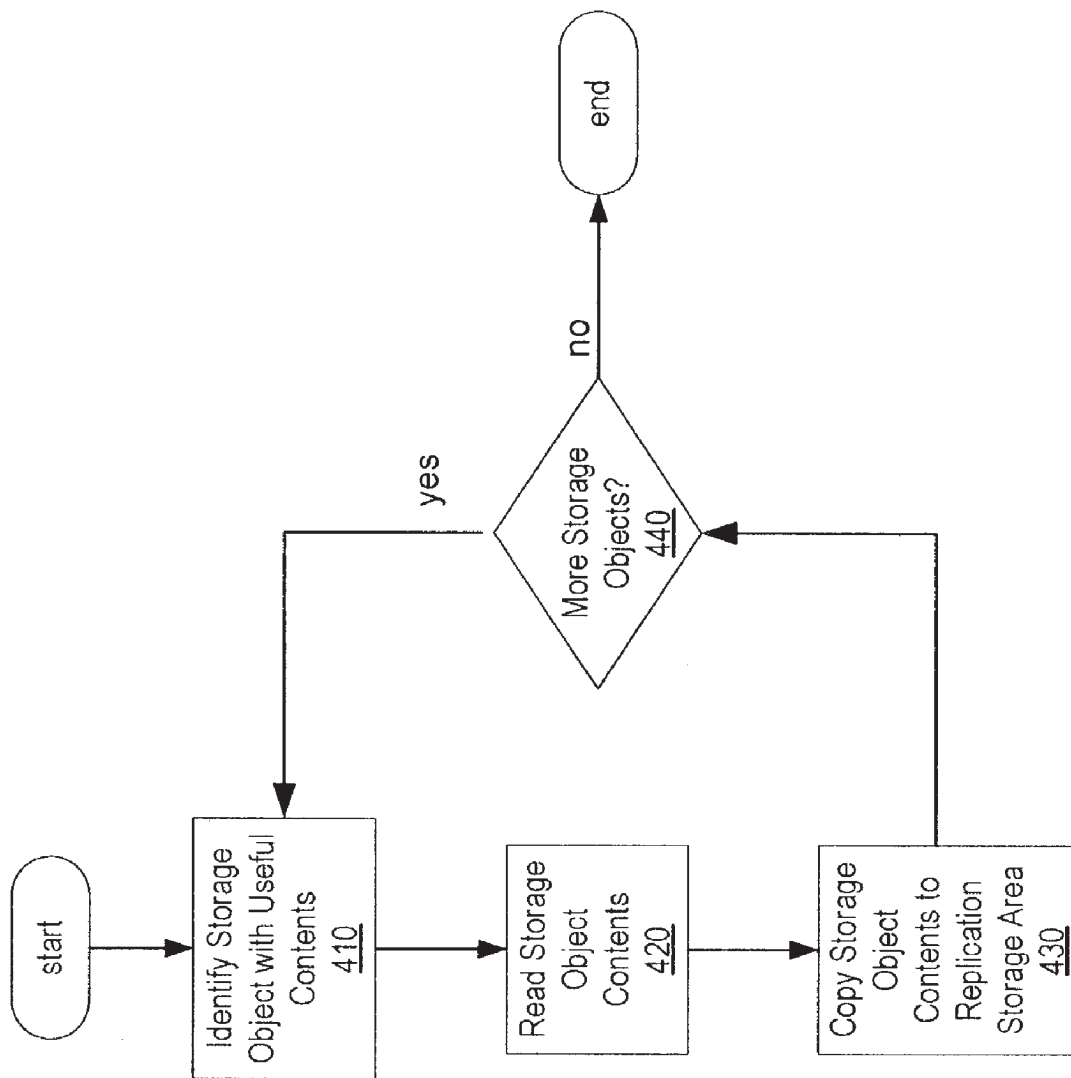 start
Identify Storage
Object with Useful
Contents
410
Read Storage
Object
Contents
420
Copy Storage
Object
Contents to
Replication
Storage Area
430
More Storage
Objects?
440
yes
no
end